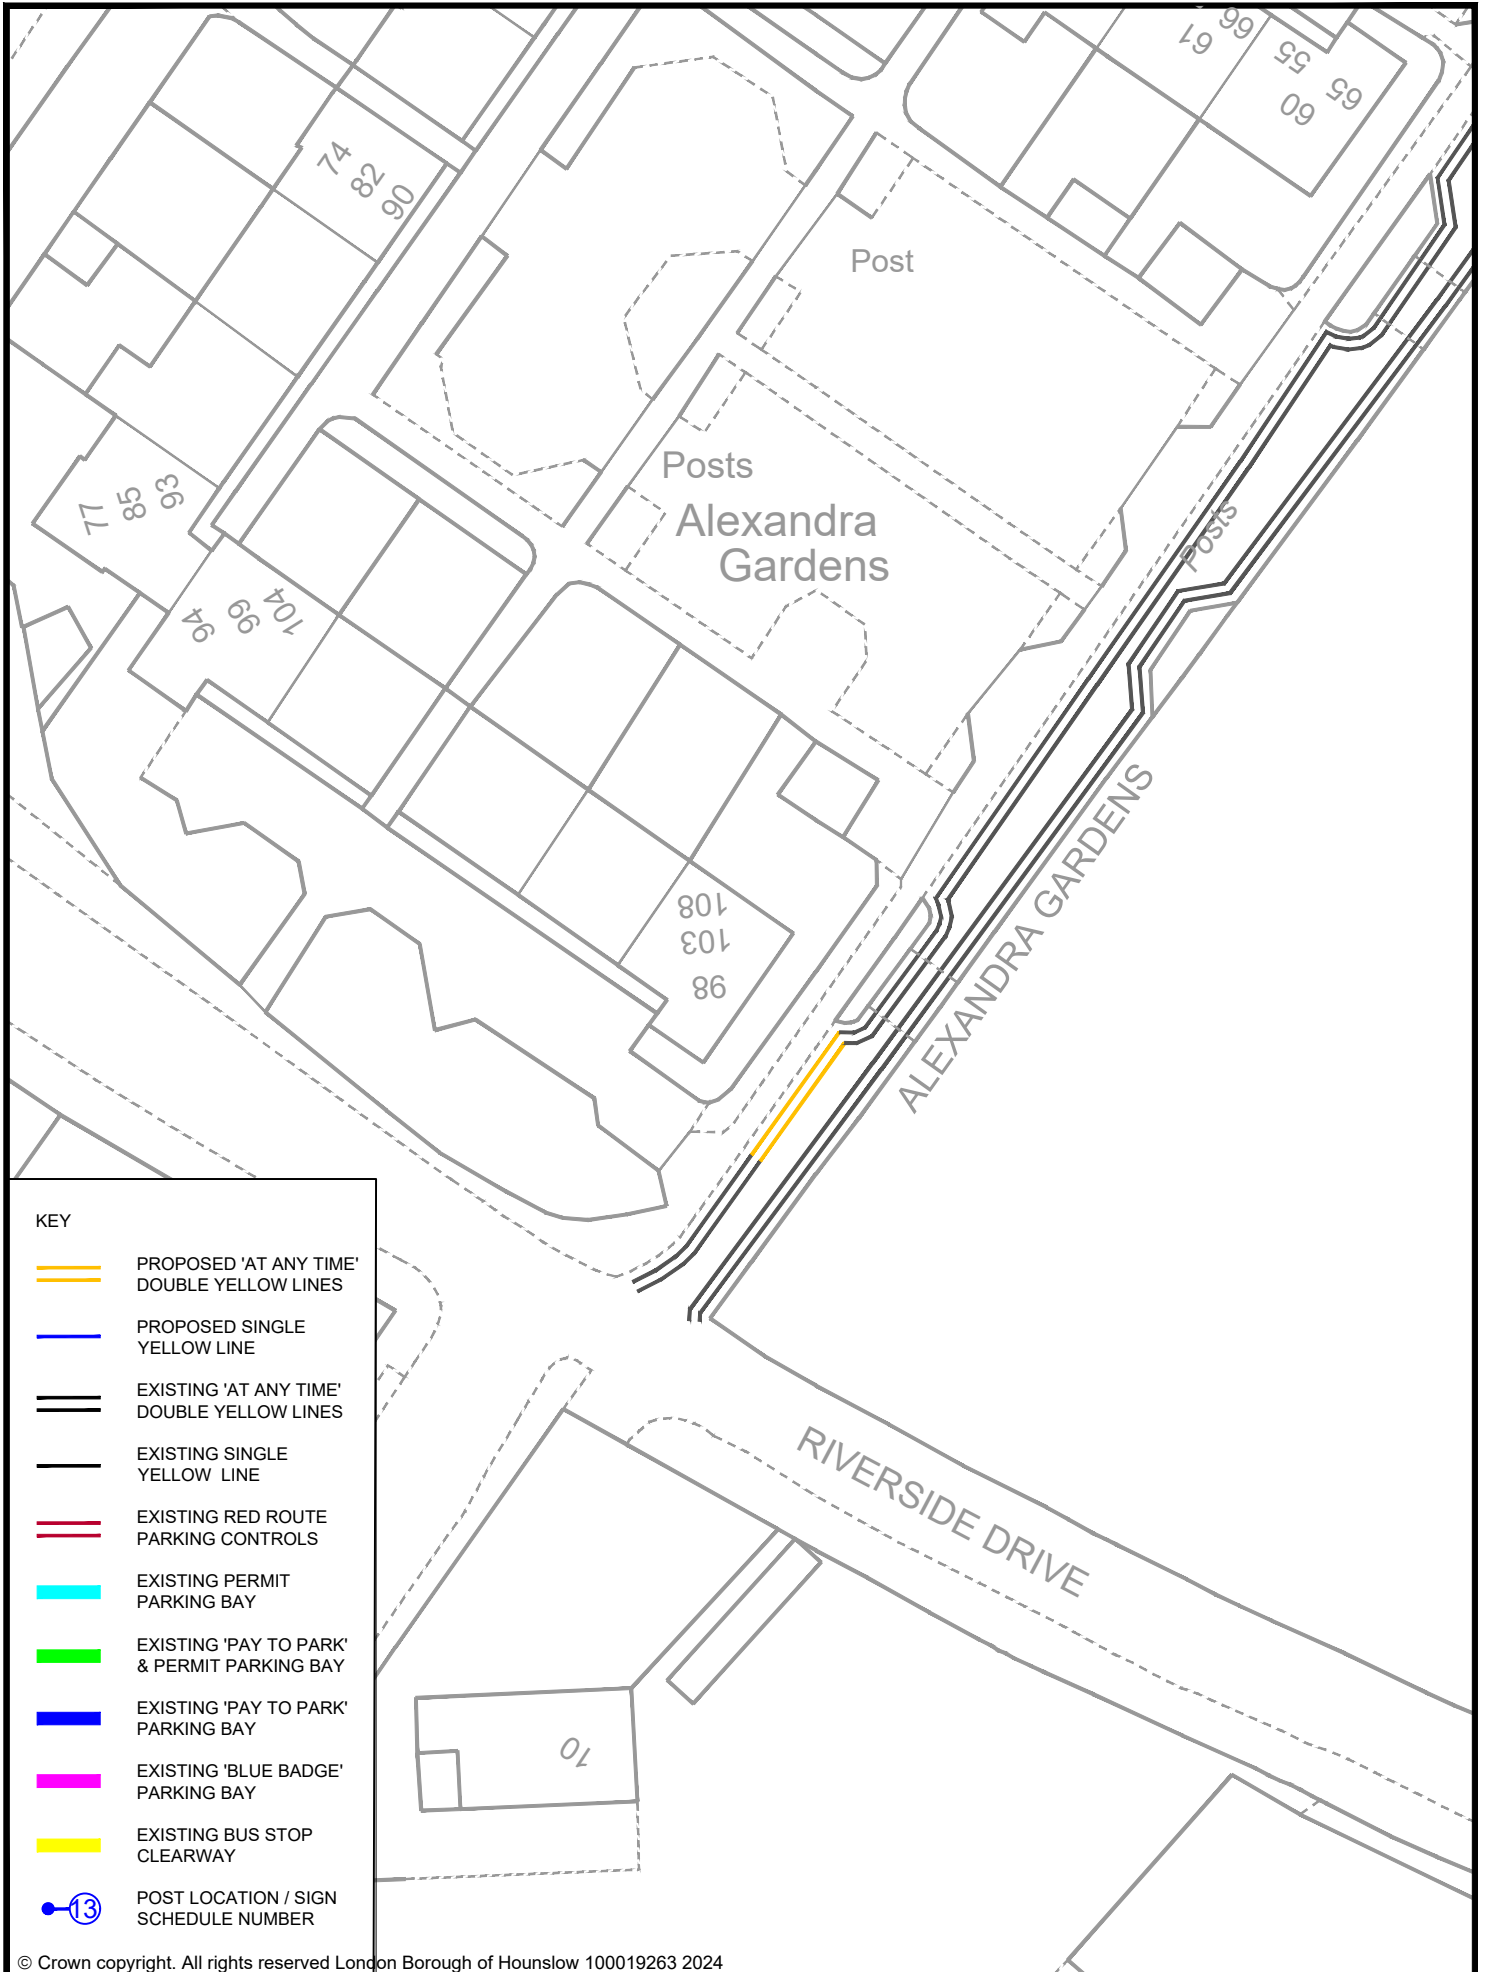 66
61
55
65
60
74
82
90
Post
Posts
Alexandra
Gardens
Posts
93
85
77
104
99
94
ALEXANDRA GARDENS
108
103
98
RIVERSIDE DRIVE
10
KEY
PROPOSED 'AT ANY TIME'
DOUBLE YELLOW LINES
PROPOSED SINGLE
YELLOW LINE
EXISTING 'AT ANY TIME'
DOUBLE YELLOW LINES
EXISTING SINGLE
YELLOW LINE
EXISTING RED ROUTE
PARKING CONTROLS
EXISTING PERMIT
PARKING BAY
EXISTING 'PAY TO PARK'
& PERMIT PARKING BAY
EXISTING 'PAY TO PARK'
PARKING BAY
EXISTING 'BLUE BADGE'
PARKING BAY
EXISTING BUS STOP
CLEARWAY
13
POST LOCATION / SIGN
SCHEDULE NUMBER
© Crown copyright. All rights reserved London Borough of Hounslow 100019263 2024